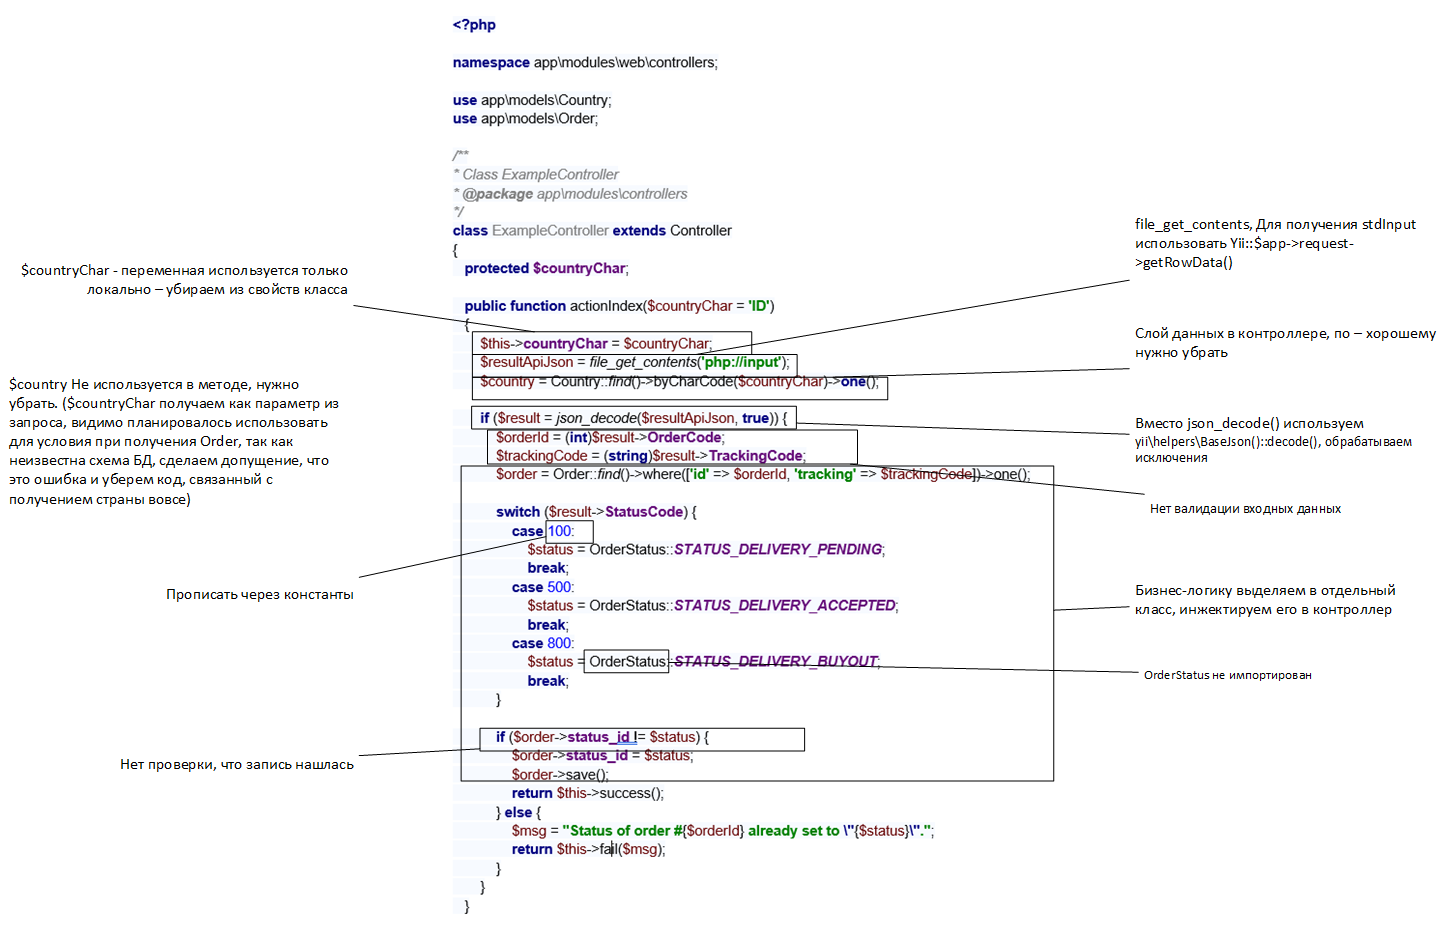 <?php
namespace app\modules\web\controllers;
use app\models\Country;
use app\models\Order;
/**
* Class ExampleController
* @package app\modules\controllers
*/
class ExampleController extends Controller
{
protected $countryChar;
public function actionIndex($countryChar = 'ID')
{
$this->countryChar = $countryChar;
$resultApiJson = file_get_contents('php://input');
$country = Country::find()->byCharCode($countryChar)->one();
if ($result = json_decode($resultApiJson, true)) {
$orderId = (int)$result->OrderCode;
$trackingCode = (string)$result->TrackingCode;
$order = Order::find()->where(['id' => $orderId, 'tracking' => $trackingCode])->one();
switch ($result->StatusCode) {
case 100:
$status = OrderStatus::STATUS_DELIVERY_PENDING;
break;
case 500:
$status = OrderStatus::STATUS_DELIVERY_ACCEPTED;
break;
case 800:
$status = OrderStatus::STATUS_DELIVERY_BUYOUT;
break;
}
if ($order->status_id != $status) {
$order->status_id = $status;
$order->save();
return $this->success();
} else {
$msg = "Status of order #{$orderId} already set to \"{$status}\".";
return $this->fail($msg);
}
}
}
$countryChar - переменная используется только
локально – убираем из свойств класса
$country Не используется в методе, нужно
убрать. ($countryChar получаем как параметр из
запроса, видимо планировалось использовать
для условия при получения Order, так как
неизвестна схема БД, сделаем допущение, что
это ошибка и уберем код, связанный с
получением страны вовсе)
Прописать через константы
Нет проверки, что запись нашлась
file_get_contents, Для получения stdInput
использовать Yii::$app->request-
>getRowData()
Слой данных в контроллере, по – хорошему
нужно убрать
Вместо json_decode() используем
yii\helpers\BaseJson()::decode(), обрабатываем
исключения
Нет валидации входных данных
Бизнес-логику выделяем в отдельный
класс, инжектируем его в контроллер
OrderStatus не импортирован